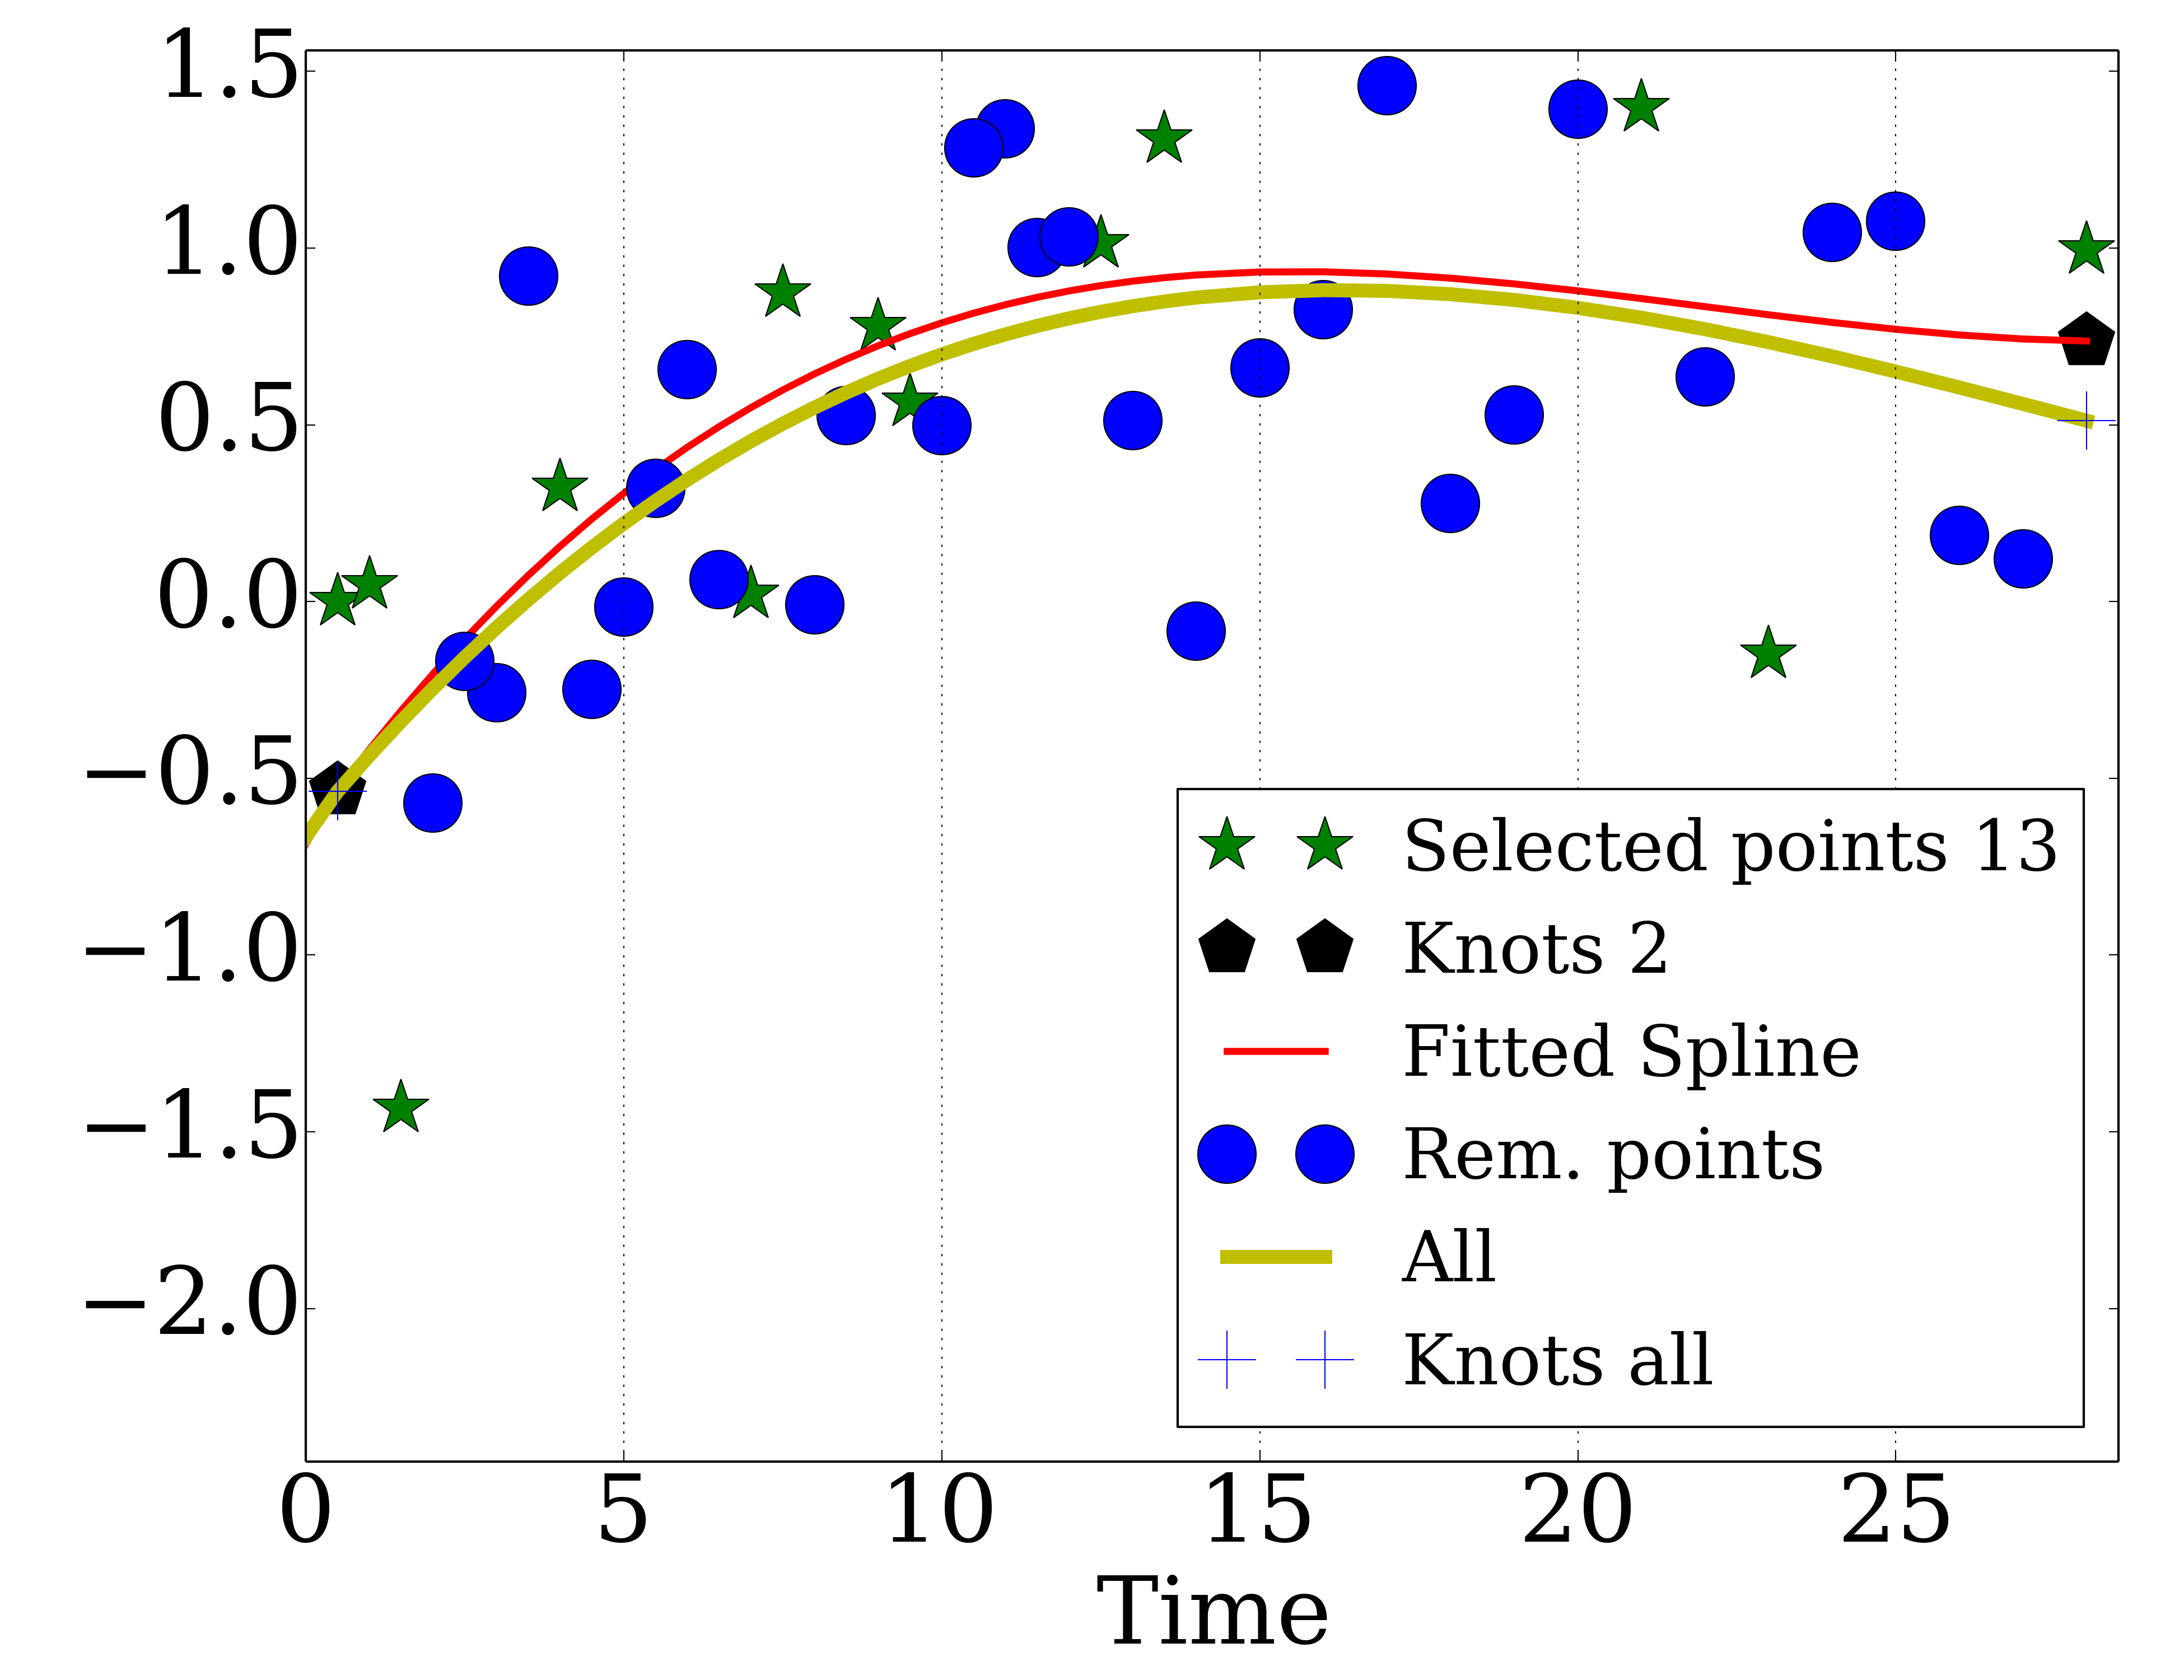 1.5
1.0
0.5
0.0
−0.5
−1.0
−1.5
−2.0
Selected points 13
Knots 2
Fitted Spline
Rem. points
All
Knots all
0 5 10 15 20 25
Time